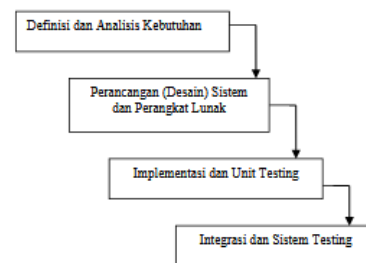 Definisi dan Analisis Kebutuhan
Perancangan (Desain) Sistem
dan Perangkat Lunak
Implementasi dan Unit Testing
Integrasi dan Sistem Testing